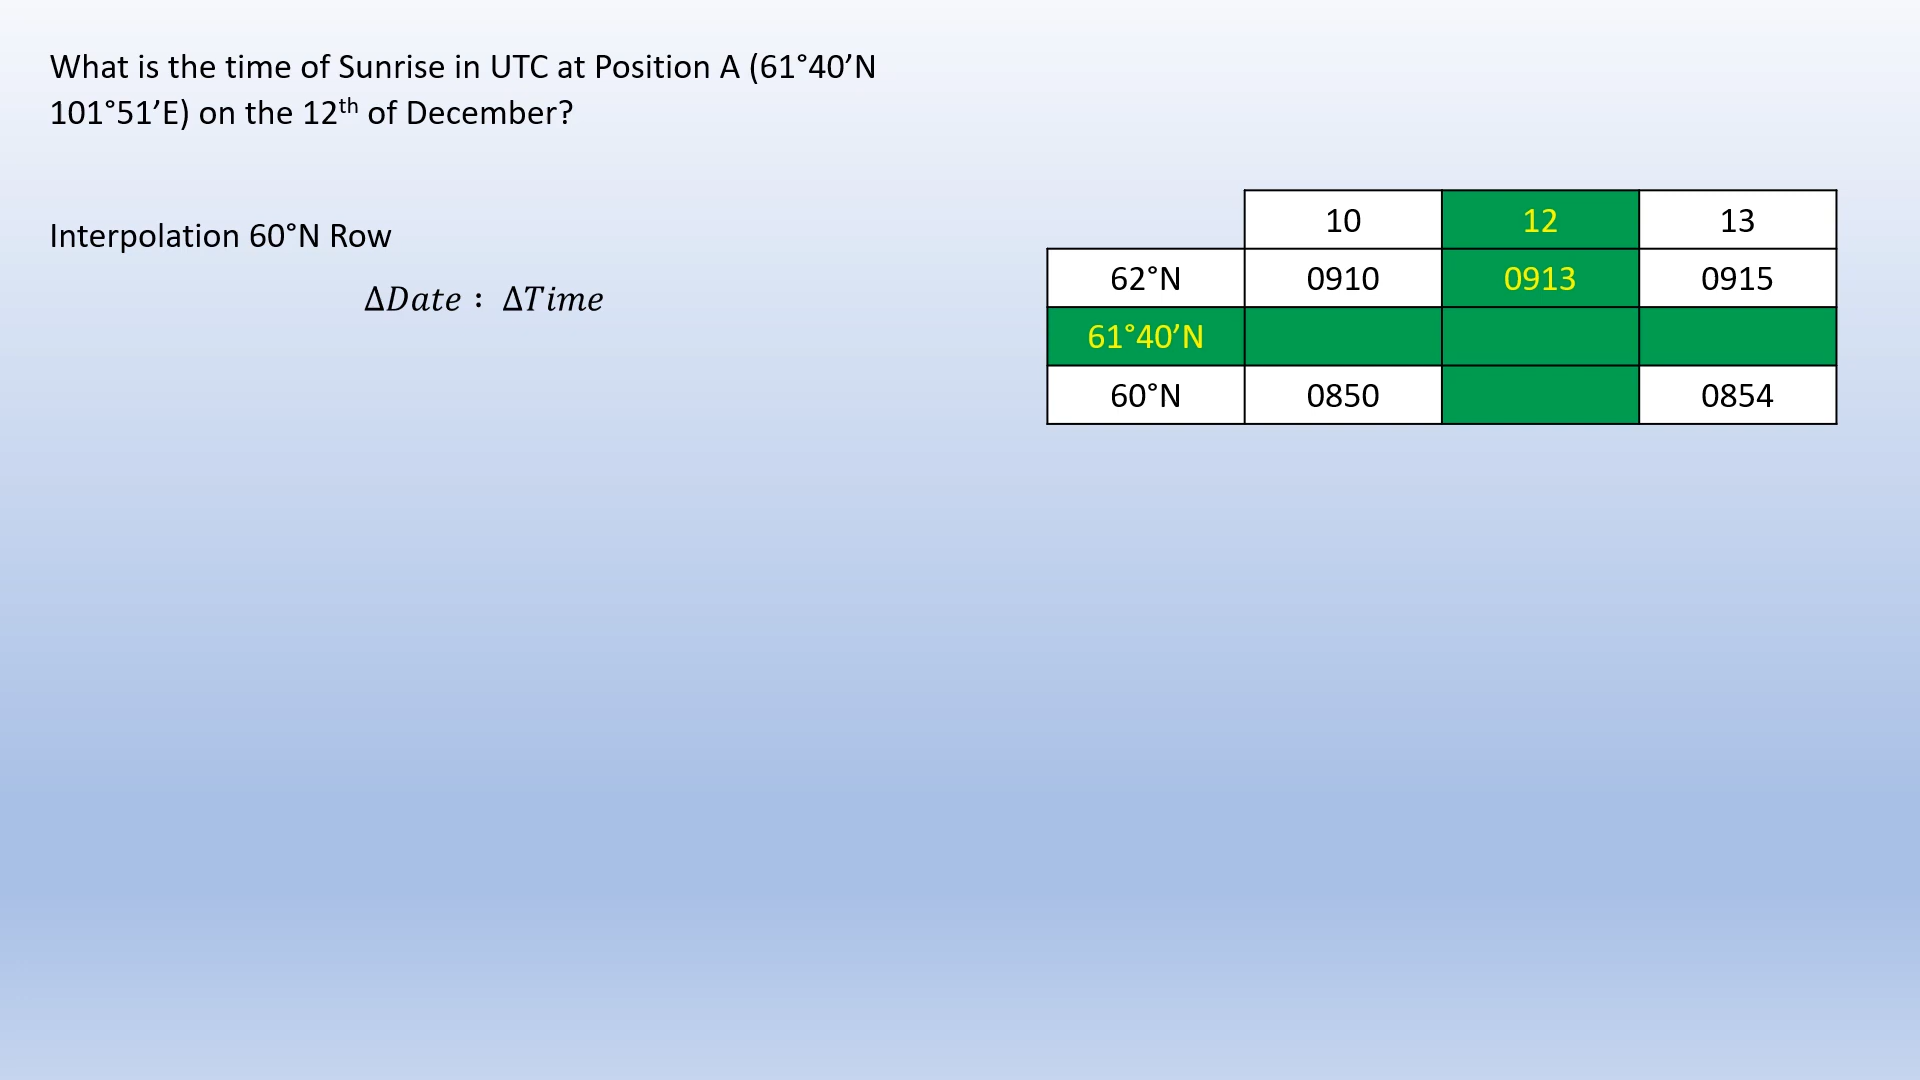 What is the time of Sunrise in UTC at Position A (61°40’N
101°51’E) on the 12th of December?
Interpolation 60°N Row
ΔDate : ΔTime
10 12 13
62°N 0910 0913 0915
61°40’N
60°N 0850 0854